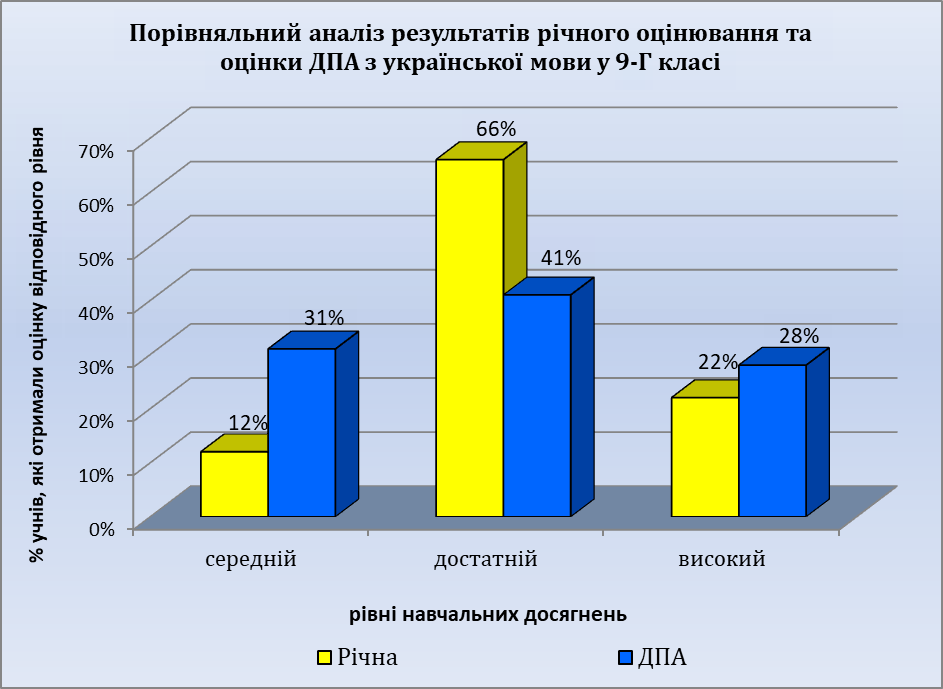 Порівняльний аналіз результатів річного оцінювання та
оцінки ДПА з української мови у 9-Г класі
% учнів, які отримали оцінку відповідного рівня
70%
60%
50%
40%
30%
20%
10%
0%
12%
31%
66%
41%
22%
28%
середній
достатній
високий
рівні навчальних досягнень
Річна
ДПА